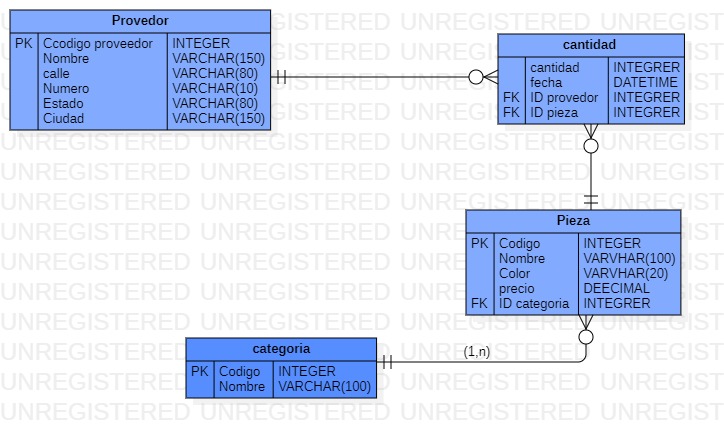 Provedor
PK Ccodigo proveedor INTEGER
Nombre VARCHAR(150)
calle VARCHAR(80)
Numero VARCHAR(10)
Estado VARCHAR(80)
Ciudad VARCHAR(150)
cantidad
cantidad INTEGRER
fecha DATETIME
FK ID provedor INTEGRER
FK ID pieza INTEGRER
Pieza
PK Codigo INTEGER
Nombre VARVHAR(100)
Color VARVHAR(20)
precio DEECIMAL
FK ID categoria INTEGRER
(1,n)
categoria
PK Codigo INTEGER
Nombre VARCHAR(100)
UNREGISTERED